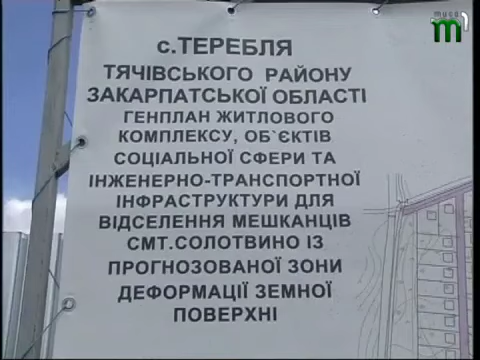 с.ТЕРЕБЛЯ
ТЯЧІВСЬКОГО РАЙОНУ
ЗАКАРПАТСЬКОЇ ОБЛАСТІ
ГЕНПЛАН ЖИТЛОВОГО
КОМПЛЕКСУ, ОБ`ЄКТІВ
СОЦІАЛЬНОЇ СФЕРИ ТА
ІНЖЕНЕРНО-ТРАНСПОРТНОЇ
ІНФРАСТРУКТУРИ ДЛЯ
ВІДСЕЛЕННЯ МЕШКАНЦІВ
СМТ.СОЛОТВИНО ІЗ
ПРОГНОЗОВАНОЇ ЗОНИ
ДЕФОРМАЦІЇ ЗЕМНОЇ
ПОВЕРХНІ